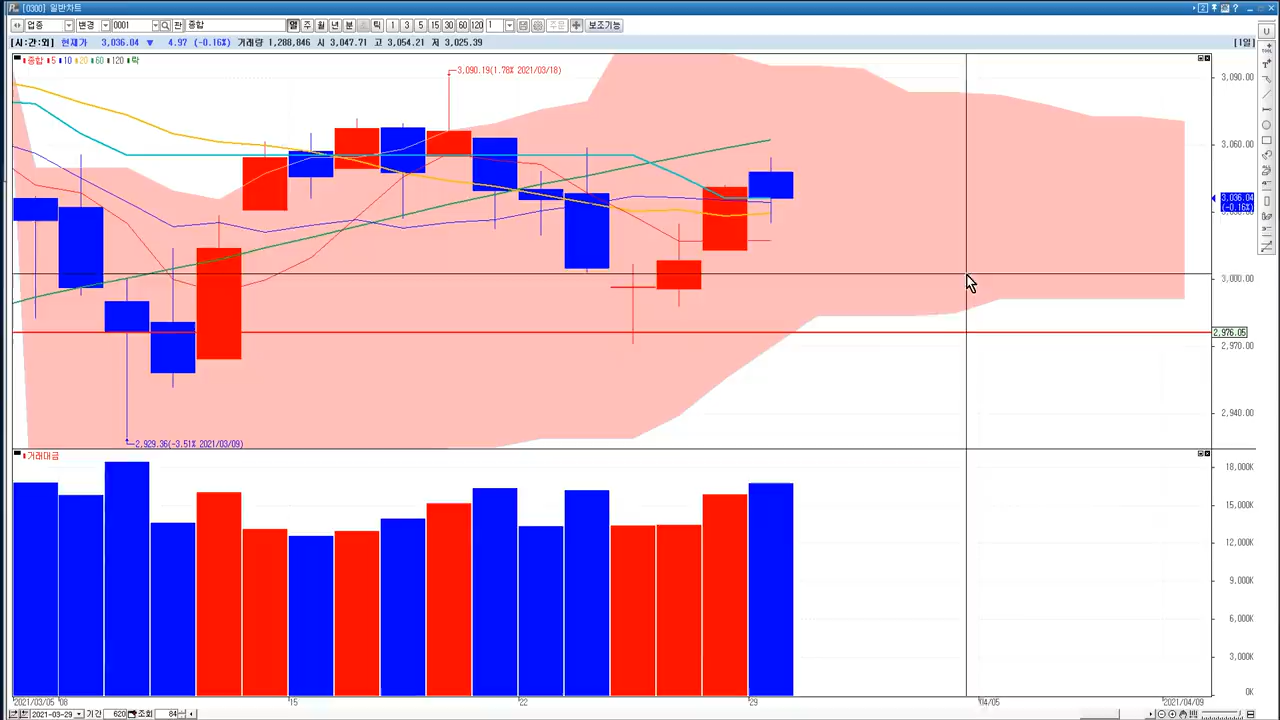 [0300] 일반차트
업종 변경 0001 종합 일 주 월 년 분 틱 1 3 5 15 30 60 120 1 주문 보조기능
[시:간:외] 현재가 3,036.04 ▼ 4.97 (-0.16%) 거래량 1,288,846 시 3,047.71 고 3,054.21 저 3,025.39 [1일]
종합 5 10 20 60 120 락
3,090.19(1.78% 2021/03/18)
3,090.00
3,060.00
3,036.04
(-0.16%)
3,000.00
2,976.05
2,970.00
2,940.00
2,929.36(-3.51% 2021/03/09)
거래대금
18,000K
15,000K
12,000K
9,000K
6,000K
3,000K
0K
2021/03/05 08 15 22 29 04/05 2021/04/09
2021-03-29 기간 620 조회 84